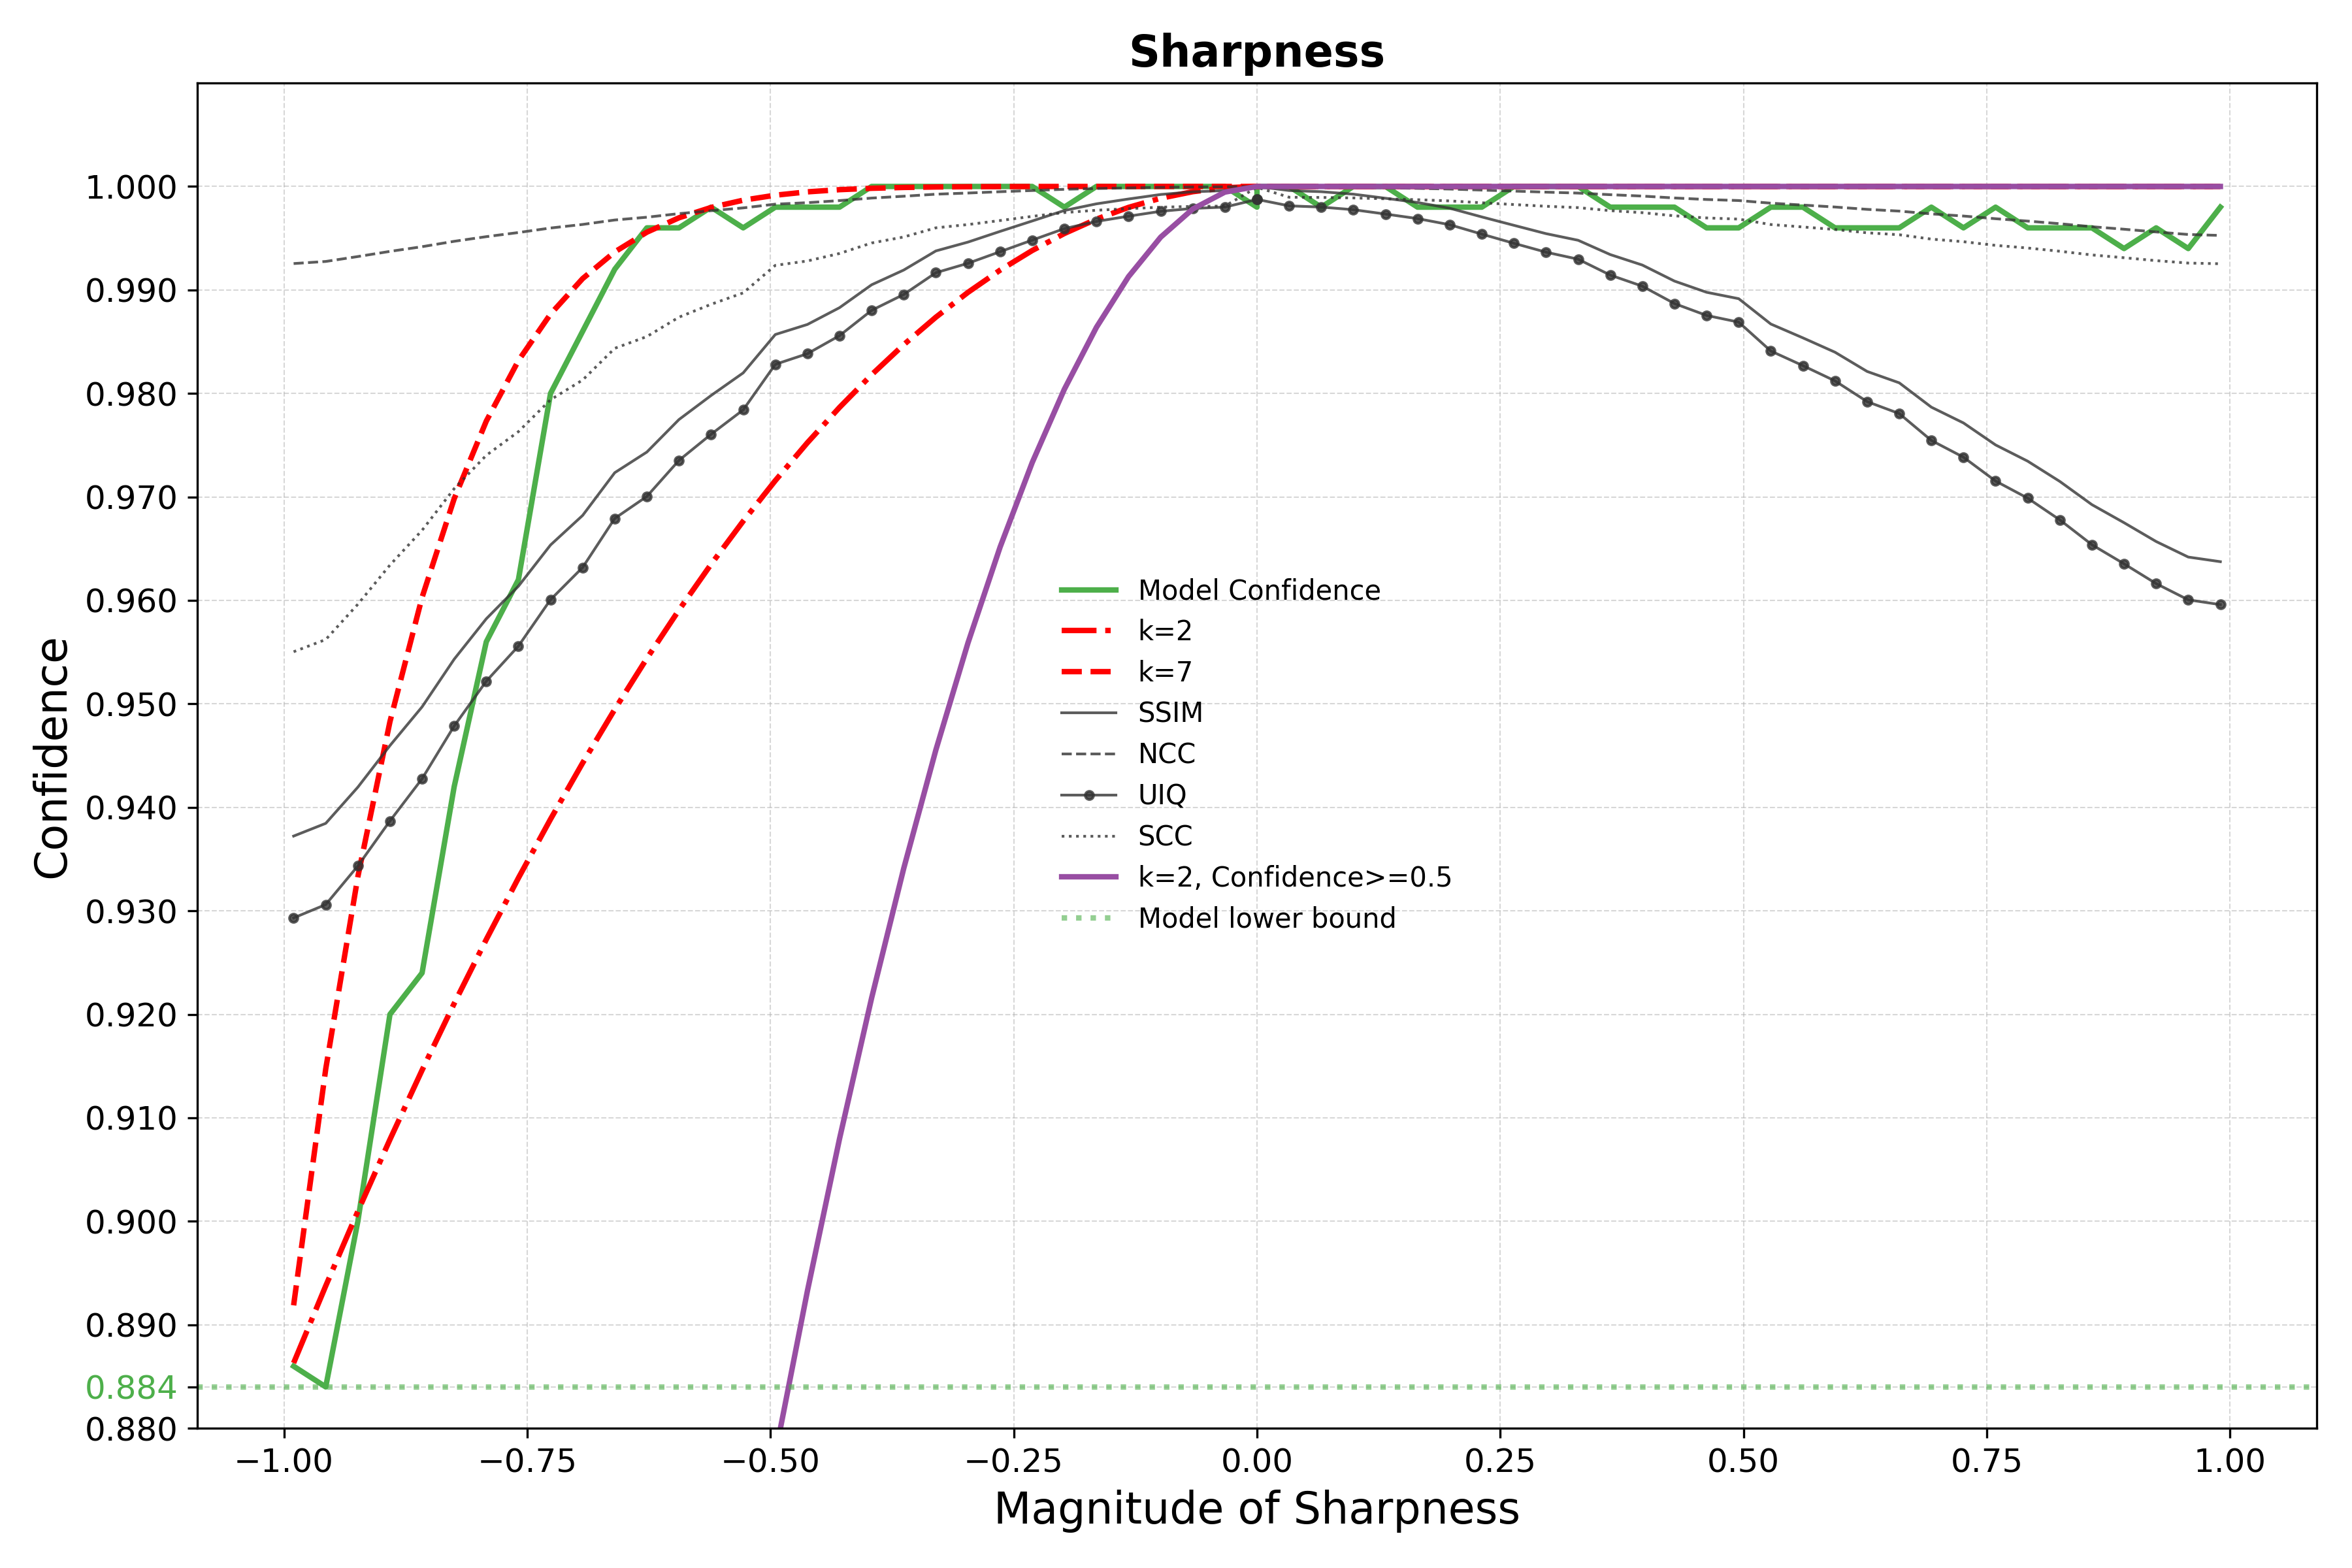 Sharpness
Confidence
1.000
0.990
0.980
0.970
0.960
0.950
0.940
0.930
0.920
0.910
0.900
0.890
0.884
0.880
Model Confidence
k=2
k=7
SSIM
NCC
UIQ
SCC
k=2, Confidence>=0.5
Model lower bound
−1.00 −0.75 −0.50 −0.25 0.00 0.25 0.50 0.75 1.00
Magnitude of Sharpness